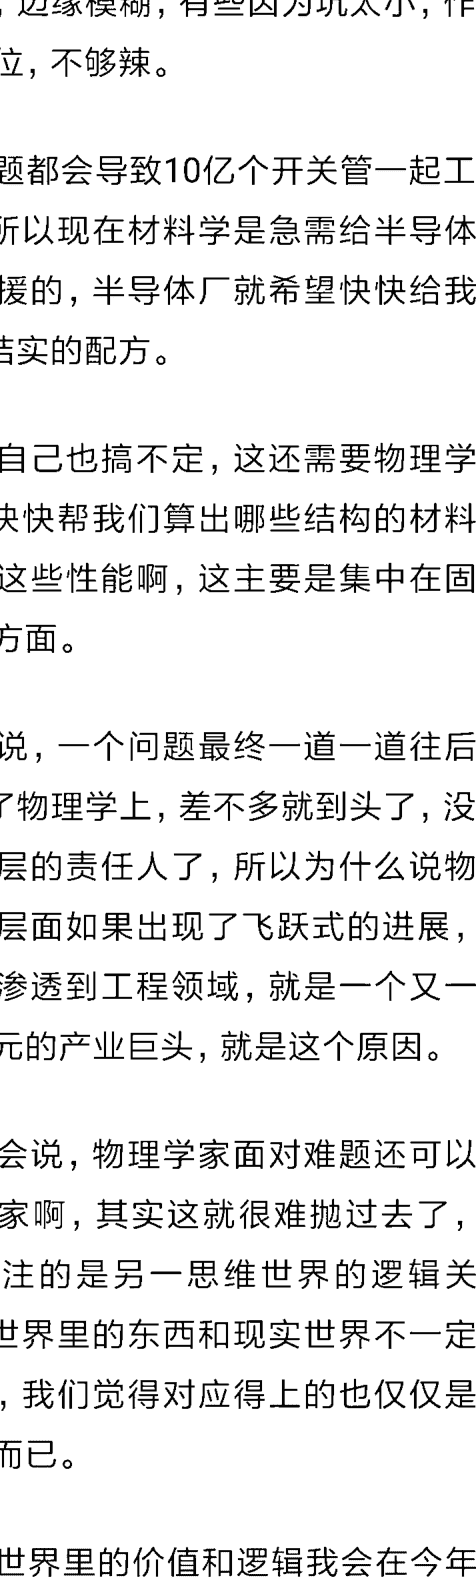 边缘模糊，有些因为坑太小，作
位，不够辣。
题都会导致10亿个开关管一起工
所以现在材料学是急需给半导体
援的，半导体厂就希望快快给我
结实的配方。
自己也搞不定，这还需要物理学
快快帮我们算出哪些结构的材料
这些性能啊，这主要是集中在固
方面。
说，一个问题最终一道一道往后
了物理学上，差不多就到头了，没
层的责任人了，所以为什么说物
层面如果出现了飞跃式的进展，
渗透到工程领域，就是一个又一
元的产业巨头，就是这个原因。
会说，物理学家面对难题还可以
家啊，其实这就很难抛过去了，
注的是另一思维世界的逻辑关
世界里的东西和现实世界不一定
，我们觉得对应得上的也仅仅是
而已。
世界里的价值和逻辑我会在今年